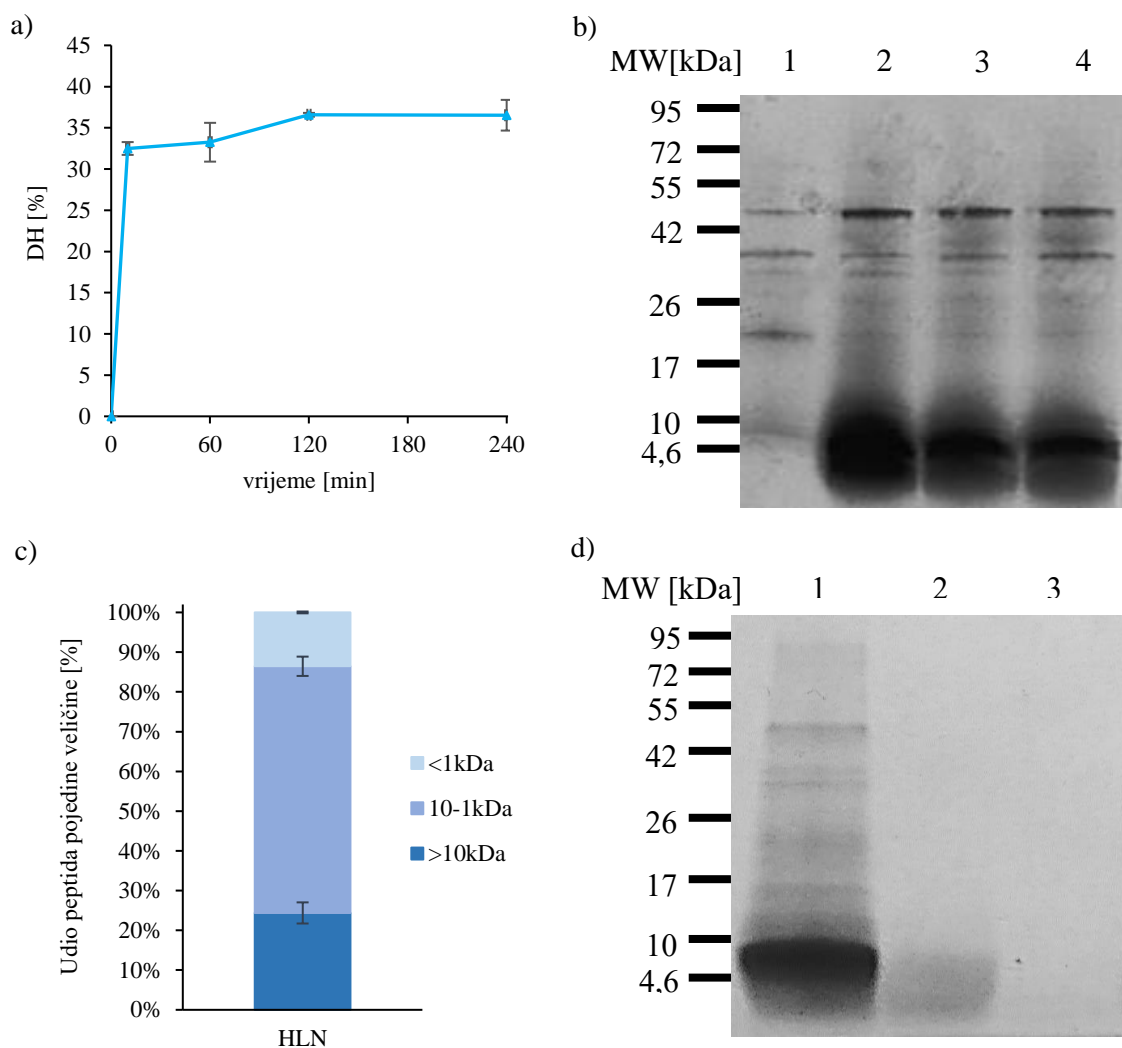 a)
45
40
35
30
25
20
15
10
5
0
DH [%]
0 60 120 180 240
vrijeme [min]
b)
MW[kDa] 1 2 3 4
95
72
55
42
26
17
10
4,6
c)
100%
90%
80%
70%
60%
50%
40%
30%
20%
10%
0%
Udio peptida pojedine veličine [%]
HLN
<1kDa
10-1kDa
>10kDa
d)
MW [kDa] 1 2 3
95
72
55
42
26
17
10
4,6